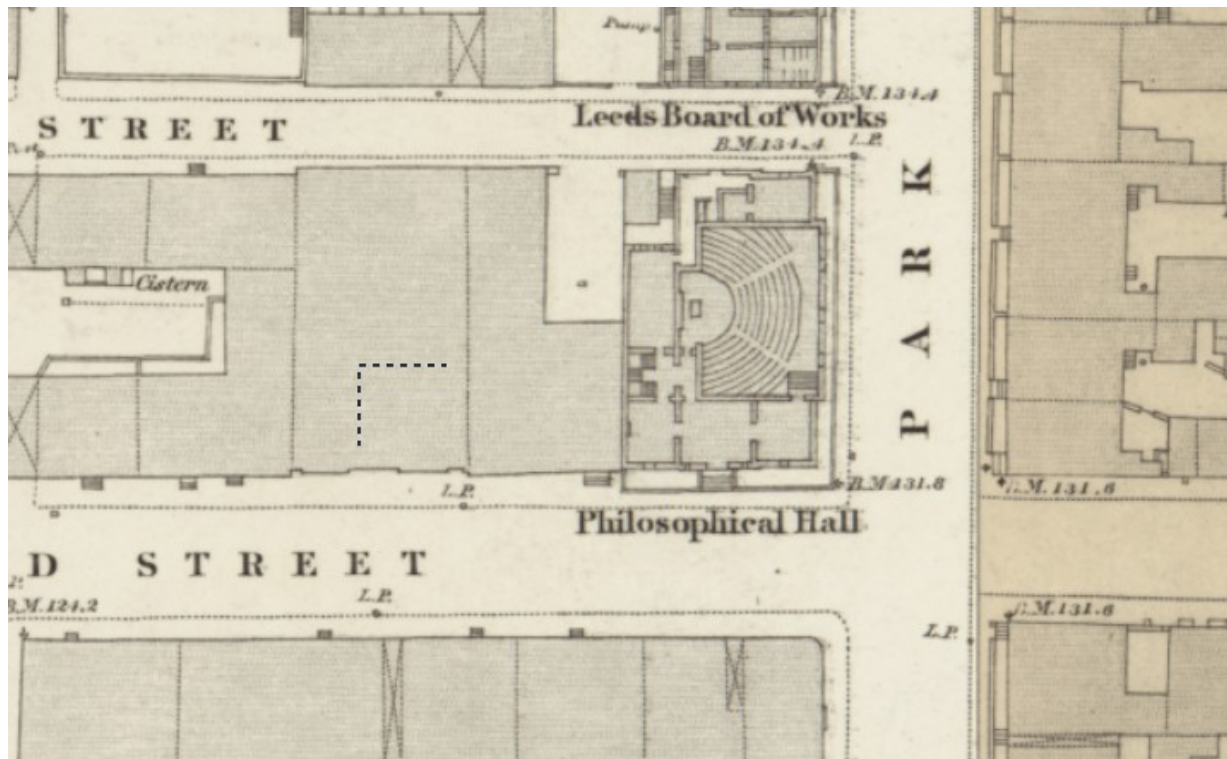 Pump
B.M. 134.4
Leeds Board of Works
STREET
B.M. 134.4
L.P.
PARK
Cistern
L.P.
B.M. 131.8
B.M. 131.6
Philosophical Hall
D STREET
L.P.
B.M. 124.2
B.M. 131.6
L.P.